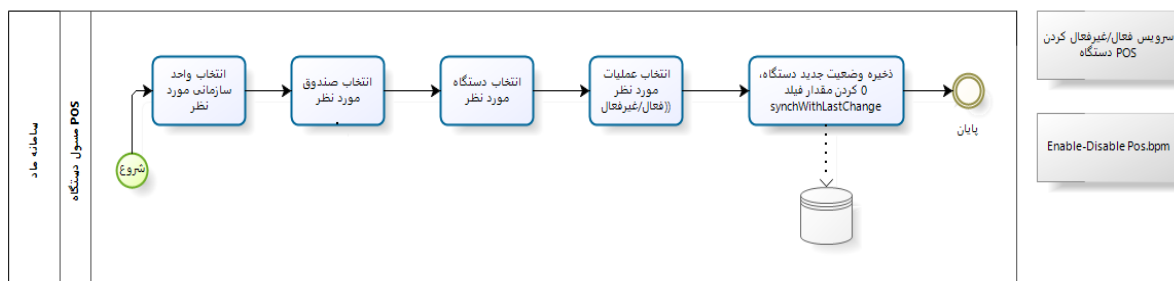 سامانه ماد
مسول دستگاه POS
شروع
انتخاب واحد
سازمانی مورد
نظر
انتخاب صندوق
مورد نظر
.
انتخاب دستگاه
مورد نظر
انتخاب عملیات
مورد نظر
((فعال/غیرفعال
ذخیره وضعیت جدید دستگاه،
0 کردن مقدار فیلد
synchWithLastChange
پایان
سرویس فعال/غیرفعال کردن
دستگاه POS
Enable-Disable Pos.bpm